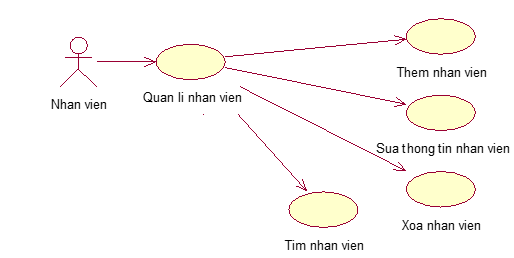 Them nhan vien
Nhan vien
Quan li nhan vien
Sua thong tin nhan vien
Xoa nhan vien
Tim nhan vien